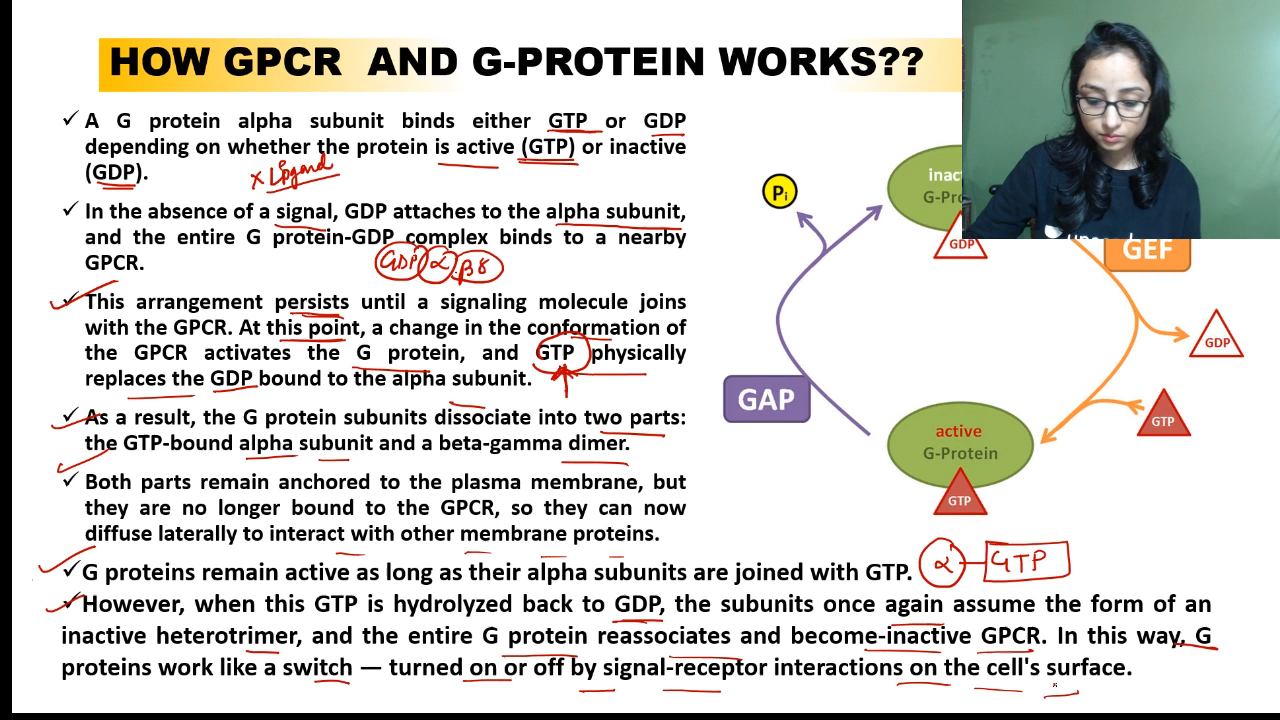 HOW GPCR AND G-PROTEIN WORKS??
✓ A G protein alpha subunit binds either GTP or GDP
depending on whether the protein is active (GTP) or inactive
(GDP).
x Ligand
✓ In the absence of a signal, GDP attaches to the alpha subunit,
and the entire G protein-GDP complex binds to a nearby
GPCR.
GDP α βγ
✓ This arrangement persists until a signaling molecule joins
with the GPCR. At this point, a change in the conformation of
the GPCR activates the G protein, and GTP physically
replaces the GDP bound to the alpha subunit.
✓ As a result, the G protein subunits dissociate into two parts:
the GTP-bound alpha subunit and a beta-gamma dimer.
✓ Both parts remain anchored to the plasma membrane, but
they are no longer bound to the GPCR, so they can now
diffuse laterally to interact with other membrane proteins.
✓ G proteins remain active as long as their alpha subunits are joined with GTP.
✓ However, when this GTP is hydrolyzed back to GDP, the subunits once again assume the form of an
inactive heterotrimer, and the entire G protein reassociates and become-inactive GPCR. In this way, G
proteins work like a switch — turned on or off by signal-receptor interactions on the cell's surface.
Pi
GDP
GEF
GDP
GAP
GTP
active
G-Protein
GTP
α GTP